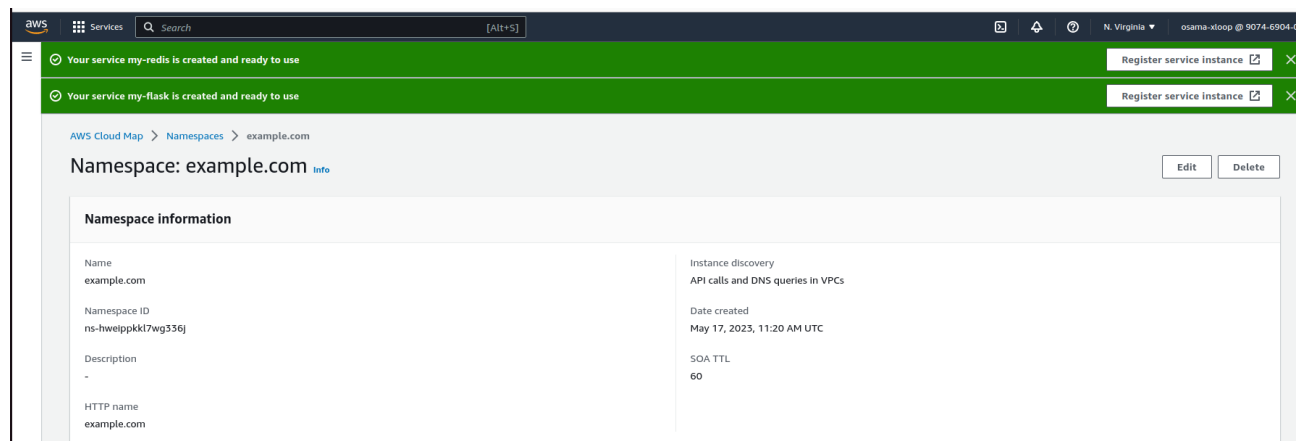 aws Services Search [Alt+S] N. Virginia osama-xloop @ 9074-6904-
Your service my-redis is created and ready to use Register service instance
Your service my-flask is created and ready to use Register service instance
AWS Cloud Map > Namespaces > example.com
Namespace: example.com Info Edit Delete
Namespace information
Name
example.com
Namespace ID
ns-hweippkkl7wg336j
Description
-
HTTP name
example.com
Instance discovery
API calls and DNS queries in VPCs
Date created
May 17, 2023, 11:20 AM UTC
SOA TTL
60